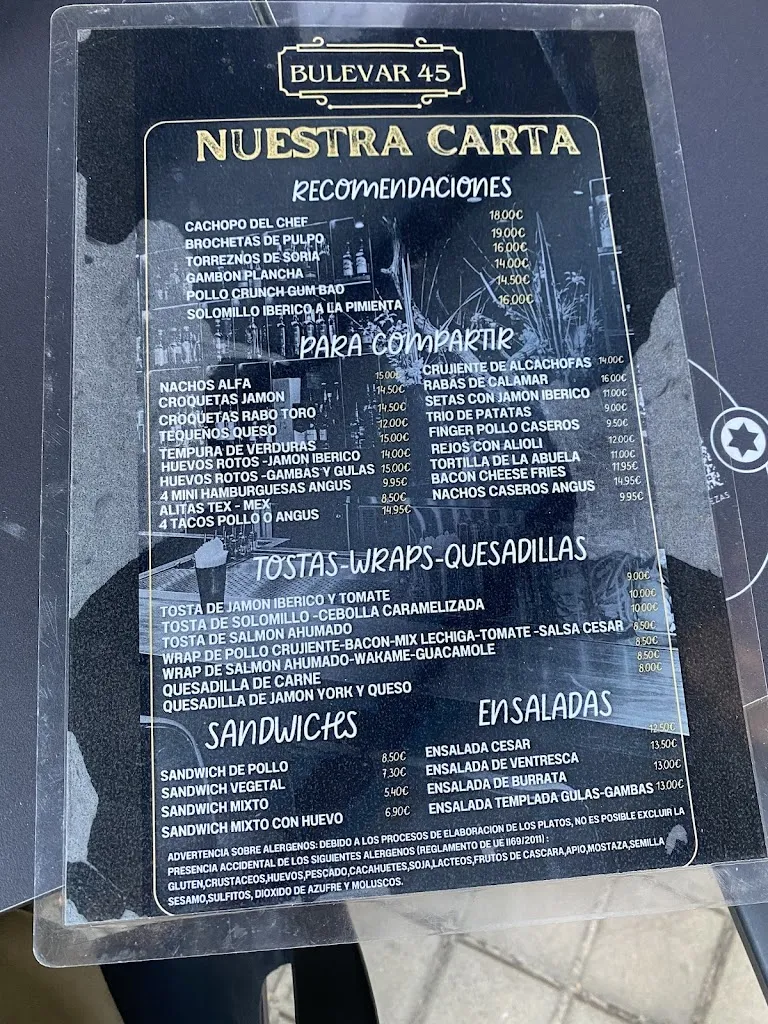 BULEVAR 45
NUESTRA CARTA
RECOMENDACIONES
CACHOPO DEL CHEF 18.00€
BROCHETAS DE PULPO 19.00€
TORREZNOS DE SORIA 16.00€
GAMBON PLANCHA 14.00€
POLLO CRUNCH GUM BAO 14.50€
SOLOMILLO IBERICO A LA PIMIENTA 16.00€
PARA COMPARTIR
NACHOS ALFA 15.00€
CROQUETAS JAMON 14.50€
CROQUETAS RABO TORO 14.50€
TEQUEÑOS QUESO 12.00€
TEMPURA DE VERDURAS 15.00€
HUEVOS ROTOS -JAMON IBERICO 14.00€
HUEVOS ROTOS -GAMBAS Y GULAS 15.00€
4 MINI HAMBURGUESAS ANGUS 9.95€
ALITAS TEX - MEX 8.50€
4 TACOS POLLO O ANGUS 14.95€
CRUJIENTE DE ALCACHOFAS 14.00€
RABAS DE CALAMAR 16.00€
SETAS CON JAMON IBERICO 11.00€
TRIO DE PATATAS 9.00€
FINGER POLLO CASEROS 9.50€
REJOS CON ALIOLI 12.00€
TORTILLA DE LA ABUELA 11.00€
BACON CHEESE FRIES 11.95€
NACHOS CASEROS ANGUS 14.95€
9.95€
TOSTAS-WRAPS-QUESADILLAS
TOSTA DE JAMON IBERICO Y TOMATE 9.00€
TOSTA DE SOLOMILLO -CEBOLLA CARAMELIZADA 10.00€
TOSTA DE SALMON AHUMADO 10.00€
WRAP DE POLLO CRUJIENTE-BACON-MIX LECHIGA-TOMATE -SALSA CESAR 8.50€
WRAP DE SALMON AHUMADO-WAKAME-GUACAMOLE 8.50€
QUESADILLA DE CARNE 8.50€
QUESADILLA DE JAMON YORK Y QUESO 8.00€
SANDWICHES
SANDWICH DE POLLO 8.50€
SANDWICH VEGETAL 7.30€
SANDWICH MIXTO 5.40€
SANDWICH MIXTO CON HUEVO 6.90€
ENSALADAS
ENSALADA CESAR 12.50€
ENSALADA DE VENTRESCA 13.50€
ENSALADA DE BURRATA 13.00€
ENSALADA TEMPLADA GULAS-GAMBAS 13.00€
ADVERTENCIA SOBRE ALERGENOS: DEBIDO A LOS PROCESOS DE ELABORACION DE LOS PLATOS, NO ES POSIBLE EXCLUIR LA
PRESENCIA ACCIDENTAL DE LOS SIGUIENTES ALERGENOS (REGLAMENTO DE UE 1169/2011) :
GLUTEN,CRUSTACEOS,HUEVOS,PESCADO,CACAHUETES,SOJA,LACTEOS,FRUTOS DE CASCARA,APIO,MOSTAZA,SEMILLA
SESAMO,SULFITOS, DIOXIDO DE AZUFRE Y MOLUSCOS.